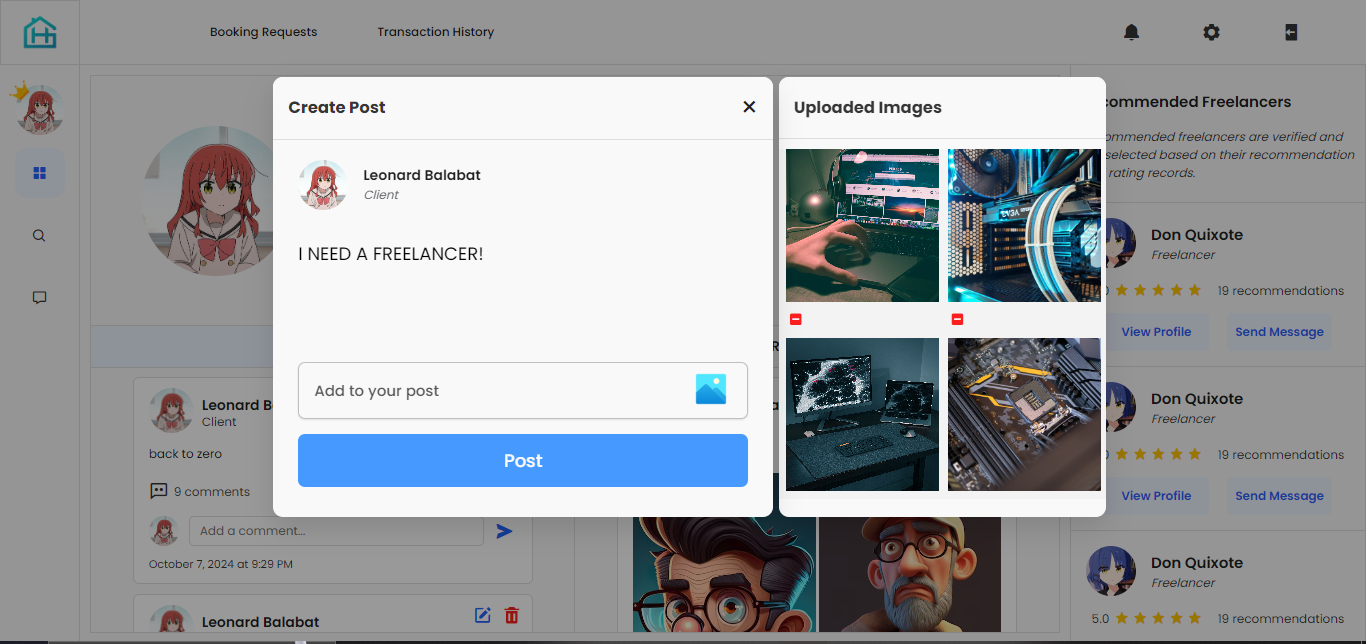 Booking Requests
Transaction History
Create Post
Leonard Balabat
Client
I NEED A FREELANCER!
Add to your post
Post
Uploaded Images
EVGA
commended Freelancers
ommended freelancers are verified and
selected based on their recommendation
rating records.
Don Quixote
Freelancer
19 recommendations
View Profile
Send Message
Don Quixote
Freelancer
19 recommendations
View Profile
Send Message
Don Quixote
Freelancer
5.0
19 recommendations
Leonard B
Client
back to zero
9 comments
Add a comment...
October 7, 2024 at 9:29 PM
Leonard Balabat